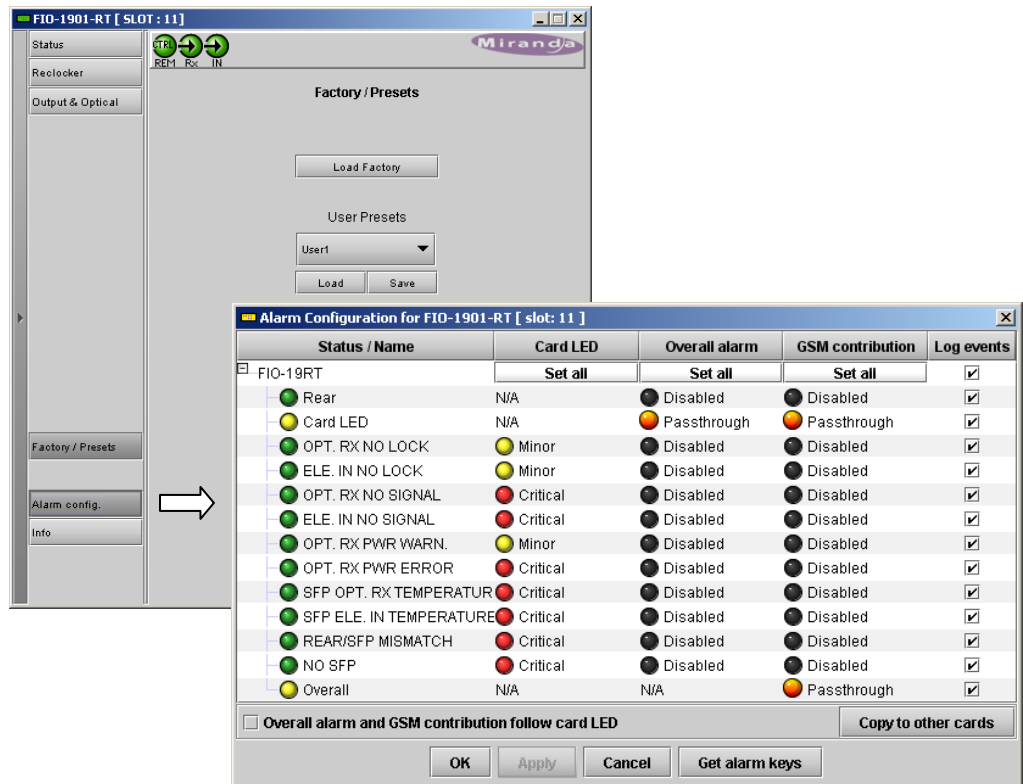 FIO-1901-RT [ SLOT : 11]
Status
Reclocker
Output & Optical
CTRL
REM Rx IN
Miranda
Factory / Presets
Load Factory
User Presets
User1
Load Save
Factory / Presets
Alarm config.
Info
Alarm Configuration for FIO-1901-RT [ slot: 11 ]
Status / Name Card LED Overall alarm GSM contribution Log events
FIO-19RT Set all Set all Set all
Rear N/A Disabled Disabled
Card LED N/A Passthrough Passthrough
OPT. RX NO LOCK Minor Disabled Disabled
ELE. IN NO LOCK Minor Disabled Disabled
OPT. RX NO SIGNAL Critical Disabled Disabled
ELE. IN NO SIGNAL Critical Disabled Disabled
OPT. RX PWR WARN. Minor Disabled Disabled
OPT. RX PWR ERROR Critical Disabled Disabled
SFP OPT. RX TEMPERATUR Critical Disabled Disabled
SFP ELE. IN TEMPERATURE Critical Disabled Disabled
REAR/SFP MISMATCH Critical Disabled Disabled
NO SFP Critical Disabled Disabled
Overall N/A N/A Passthrough
Overall alarm and GSM contribution follow card LED Copy to other cards
OK Apply Cancel Get alarm keys